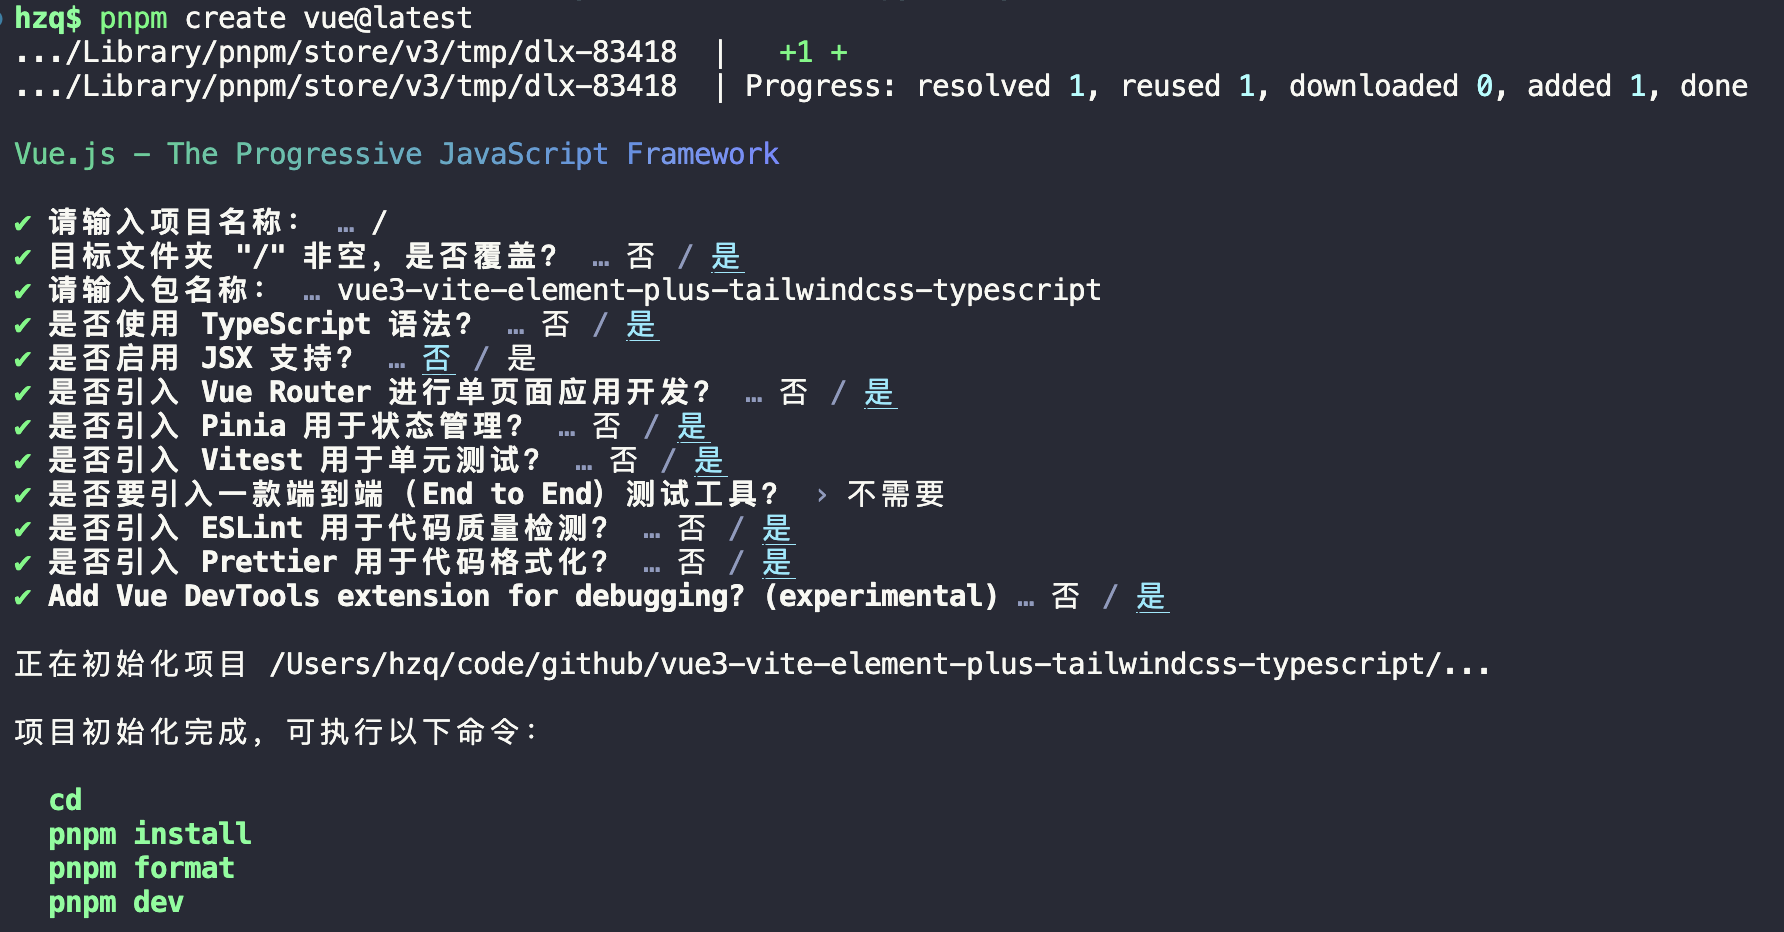 hzq$ pnpm create vue@latest
.../Library/pnpm/store/v3/tmp/dlx-83418 | +1 +
.../Library/pnpm/store/v3/tmp/dlx-83418 | Progress: resolved 1, reused 1, downloaded 0, added 1, done
Vue.js - The Progressive JavaScript Framework
✔ 请输入项目名称： … /
✔ 目标文件夹 "/" 非空，是否覆盖？ … 否 / 是
✔ 请输入包名称： … vue3-vite-element-plus-tailwindcss-typescript
✔ 是否使用 TypeScript 语法？ … 否 / 是
✔ 是否启用 JSX 支持？ … 否 / 是
✔ 是否引入 Vue Router 进行单页面应用开发？ … 否 / 是
✔ 是否引入 Pinia 用于状态管理？ … 否 / 是
✔ 是否引入 Vitest 用于单元测试？ … 否 / 是
✔ 是否要引入一款端到端（End to End）测试工具？ › 不需要
✔ 是否引入 ESLint 用于代码质量检测？ … 否 / 是
✔ 是否引入 Prettier 用于代码格式化？ … 否 / 是
✔ Add Vue DevTools extension for debugging? (experimental) … 否 / 是
正在初始化项目 /Users/hzq/code/github/vue3-vite-element-plus-tailwindcss-typescript/...
项目初始化完成，可执行以下命令：
cd
pnpm install
pnpm format
pnpm dev